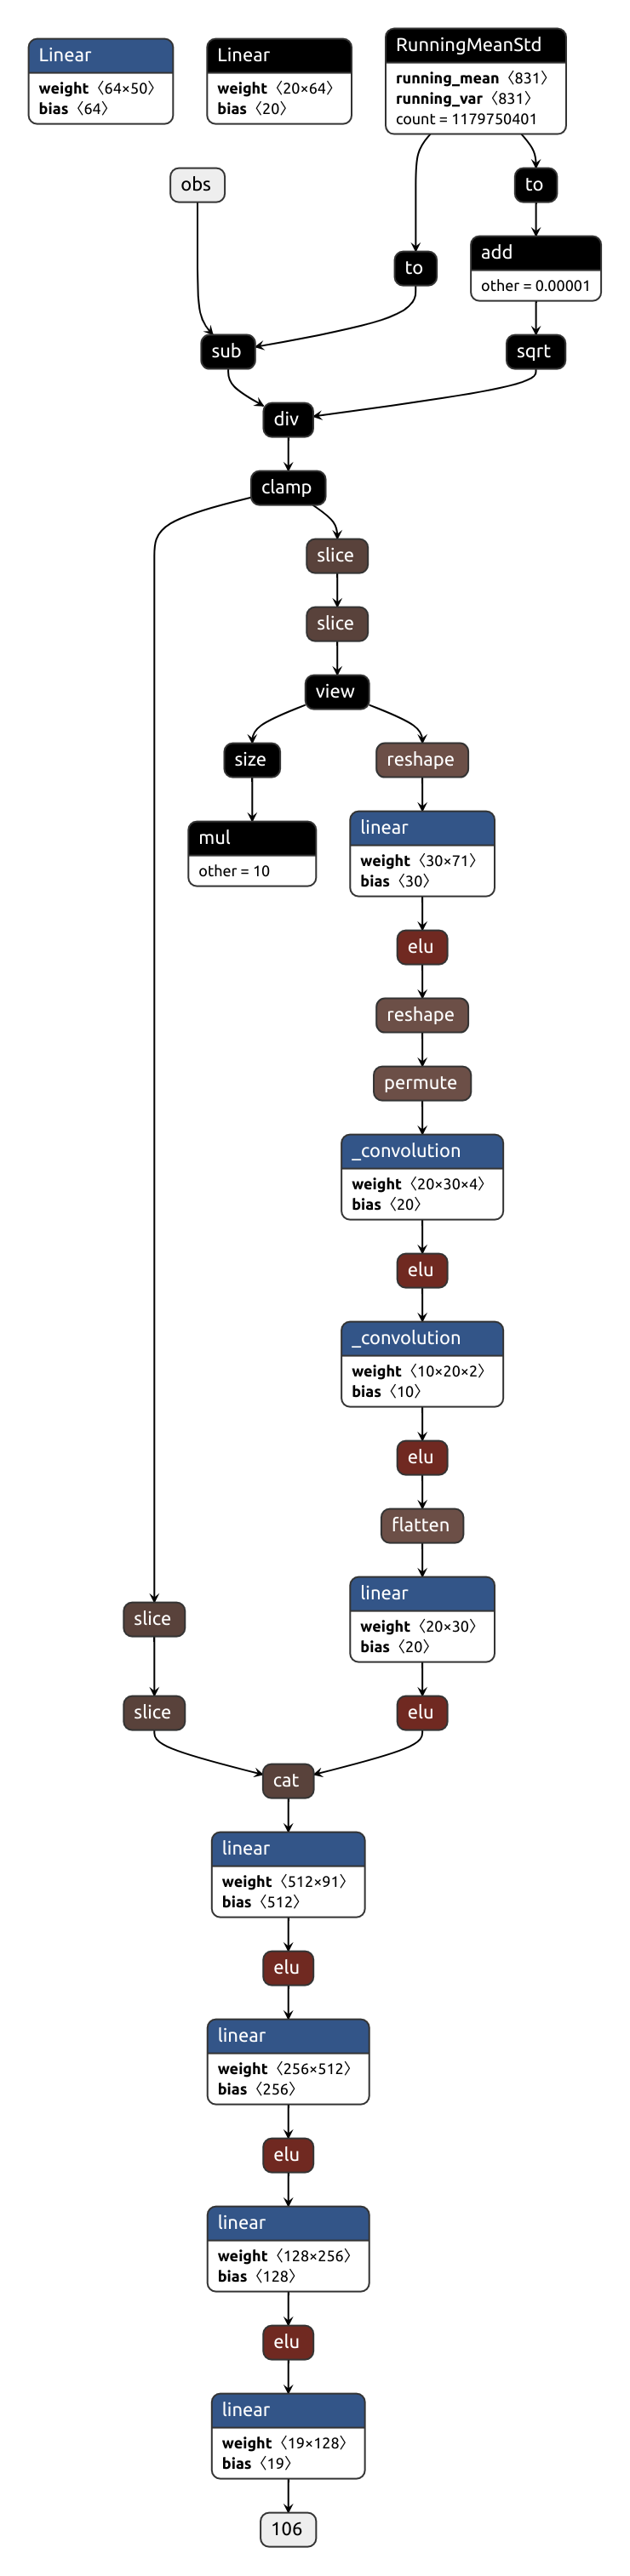 Linear
weight〈64×50〉
bias〈64〉
Linear
weight〈20×64〉
bias〈20〉
RunningMeanStd
running_mean〈831〉
running_var〈831〉
count = 1179750401
obs
to
to
add
other = 0.00001
sub
sqrt
div
clamp
slice
slice
view
size
reshape
mul
other = 10
linear
weight〈30×71〉
bias〈30〉
elu
reshape
permute
_convolution
weight〈20×30×4〉
bias〈20〉
elu
_convolution
weight〈10×20×2〉
bias〈10〉
elu
flatten
linear
weight〈20×30〉
bias〈20〉
slice
slice
elu
cat
linear
weight〈512×91〉
bias〈512〉
elu
linear
weight〈256×512〉
bias〈256〉
elu
linear
weight〈128×256〉
bias〈128〉
elu
linear
weight〈19×128〉
bias〈19〉
106